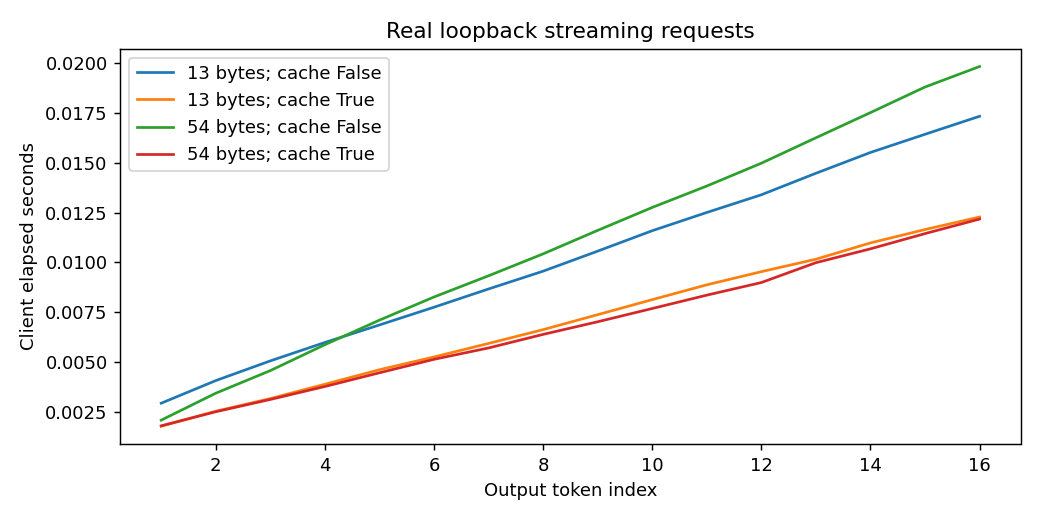 Real loopback streaming requests
13 bytes; cache False
13 bytes; cache True
54 bytes; cache False
54 bytes; cache True
Client elapsed seconds
0.0200
0.0175
0.0150
0.0125
0.0100
0.0075
0.0050
0.0025
2 4 6 8 10 12 14 16
Output token index